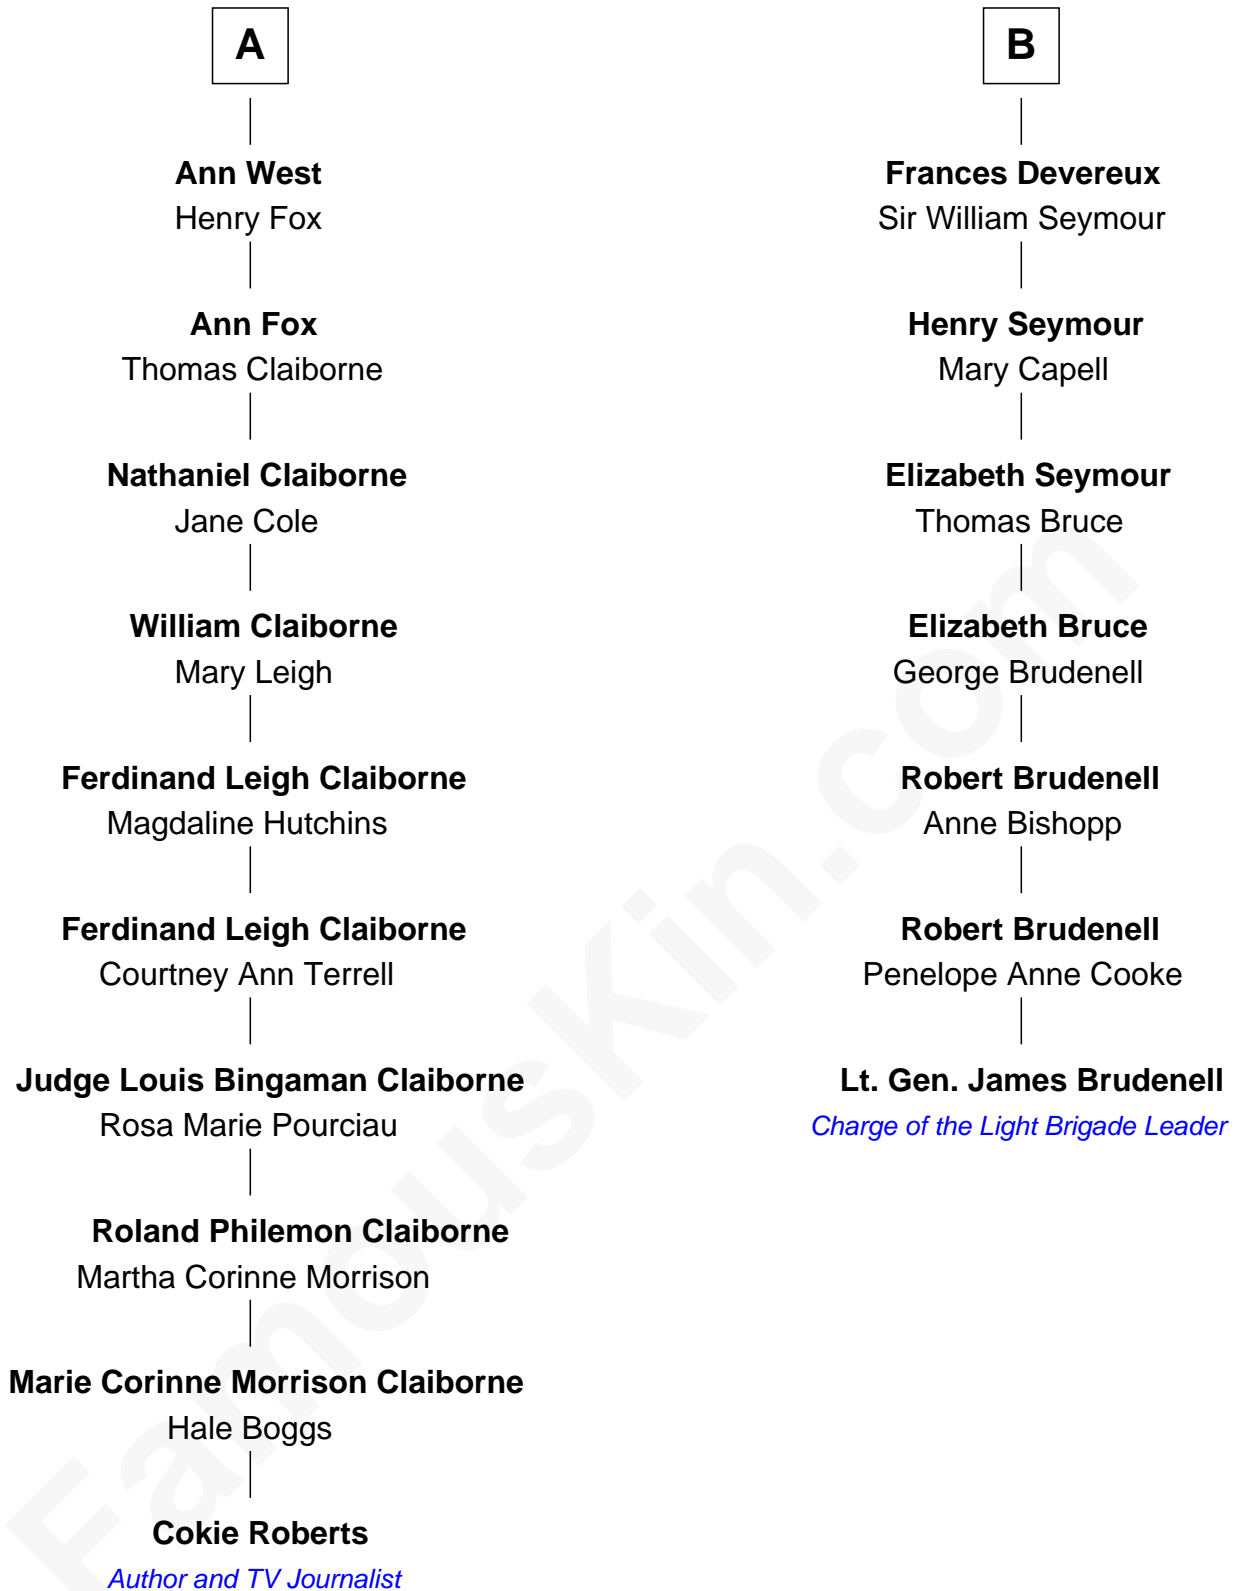 A
Ann West
Henry Fox
Ann Fox
Thomas Claiborne
Nathaniel Claiborne
Jane Cole
William Claiborne
Mary Leigh
Ferdinand Leigh Claiborne
Magdaline Hutchins
Ferdinand Leigh Claiborne
Courtney Ann Terrell
Judge Louis Bingaman Claiborne
Rosa Marie Pourciau
Roland Philemon Claiborne
Martha Corinne Morrison
Marie Corinne Morrison Claiborne
Hale Boggs
Cokie Roberts
Author and TV Journalist
B
Frances Devereux
Sir William Seymour
Henry Seymour
Mary Capell
Elizabeth Seymour
Thomas Bruce
Elizabeth Bruce
George Brudenell
Robert Brudenell
Anne Bishopp
Robert Brudenell
Penelope Anne Cooke
Lt. Gen. James Brudenell
Charge of the Light Brigade Leader
FamousKin.com